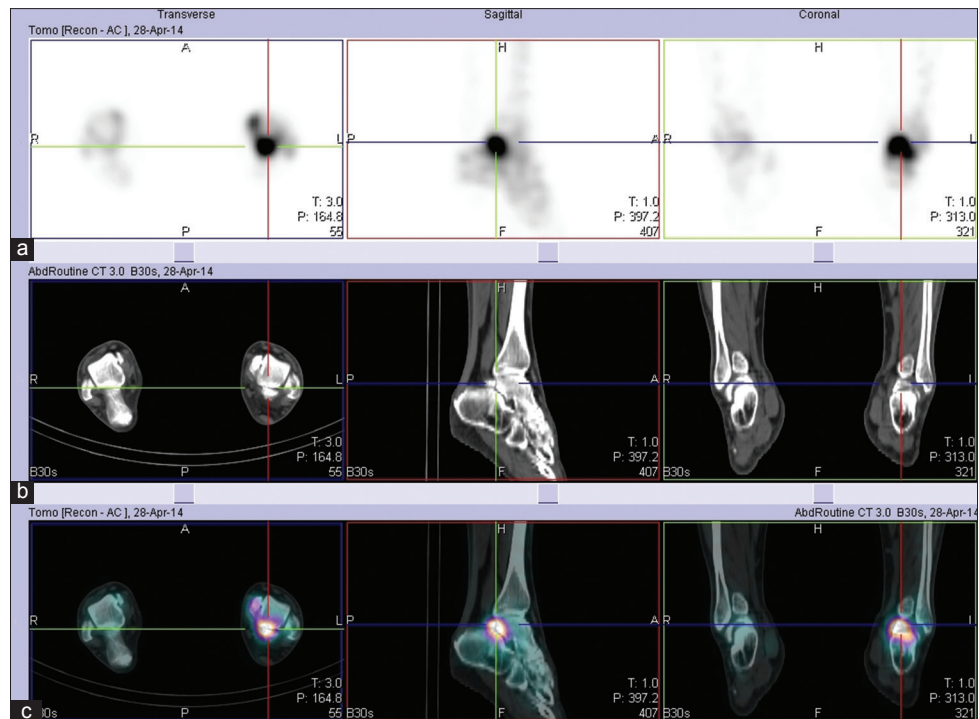 Transverse Sagittal Coronal
Tomo [Recon - AC ], 28-Apr-14
A H H
R L P A R L
T: 3.0 T: 1.0 T: 1.0
P: 164.8 P: 397.2 P: 313.0
P 55 F 407 F 321
a
AbdRoutine CT 3.0 B30s, 28-Apr-14
A H H
R L P A R L
T: 3.0 T: 1.0 T: 1.0
P: 164.8 P: 397.2 P: 313.0
B30s P 55 B30s F 407 B30s F 321
b
Tomo [Recon - AC ], 28-Apr-14 AbdRoutine CT 3.0 B30s, 28-Apr-14
A H H
R L P A R L
T: 3.0 T: 1.0 T: 1.0
P: 164.8 P: 397.2 P: 313.0
c 30s P 55 B30s F 407 B30s F 321